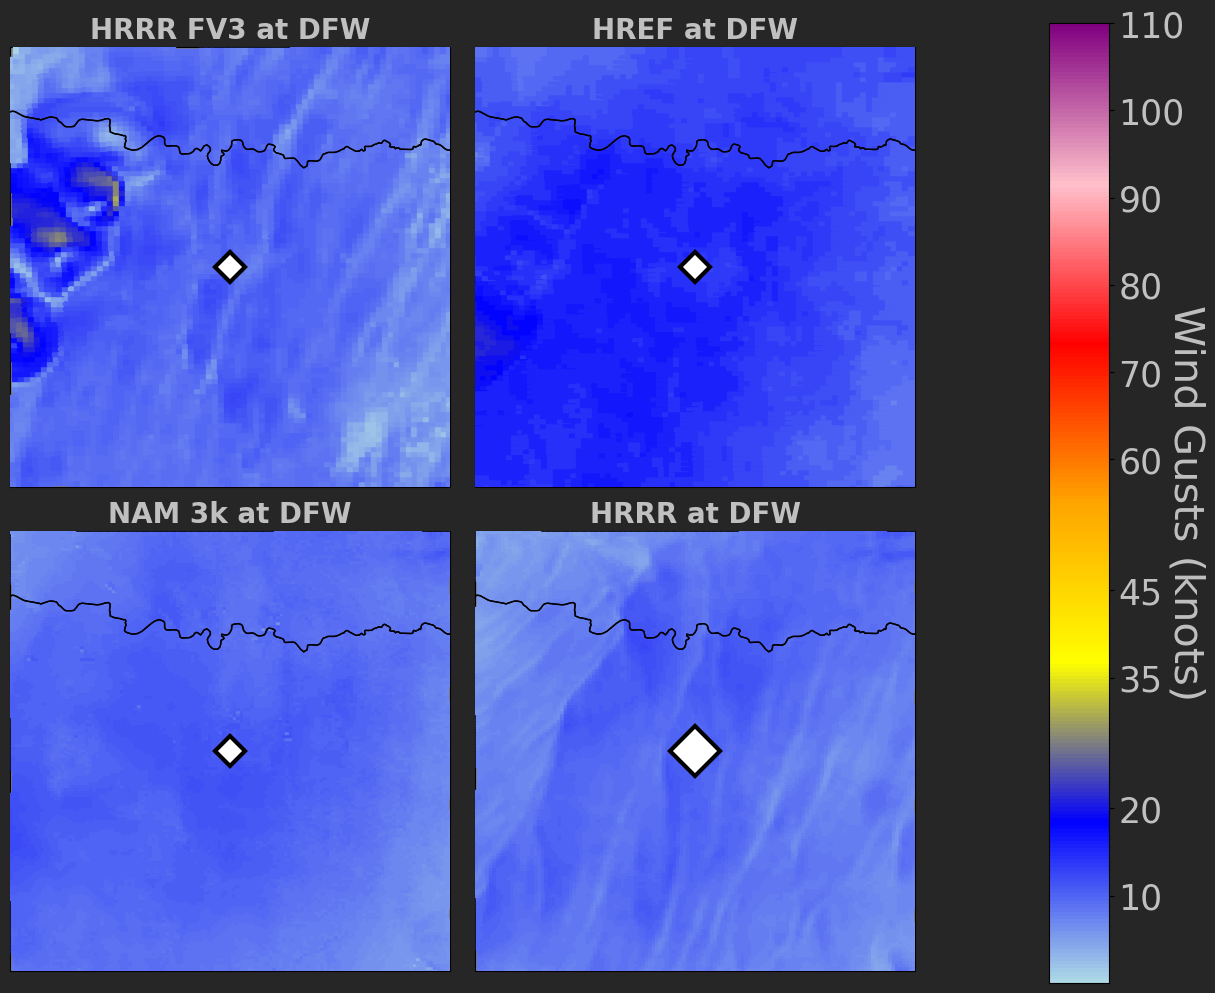 HRRR FV3 at DFW
HREF at DFW
NAM 3k at DFW
HRRR at DFW
110
100
90
80
70
60
45
35
20
10
Wind Gusts (knots)